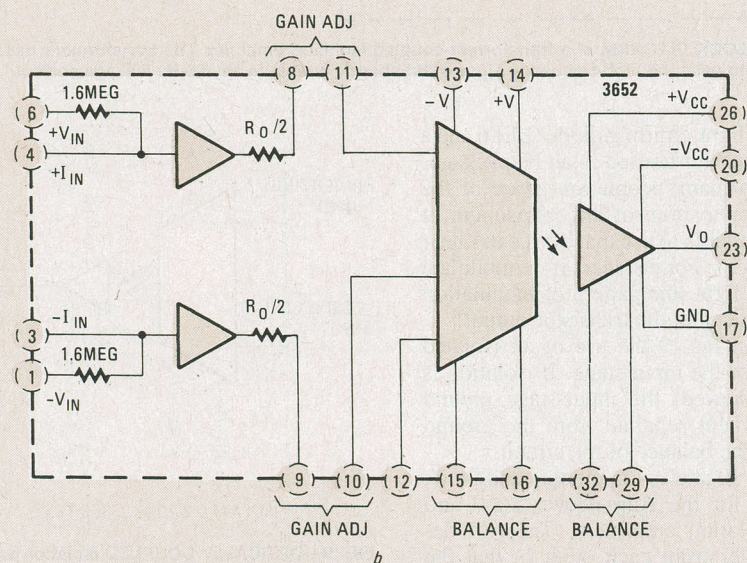 GAIN ADJ
8 11 13 14
−V +V 3652
6 1.6MEG
+VIN
4
+IIN
RO/2
+VCC 26
−VCC
20
VO
23
GND
17
3 −IIN
RO/2
1.6MEG
1
−VIN
9 10 12 15 16 32 29
GAIN ADJ BALANCE BALANCE
b